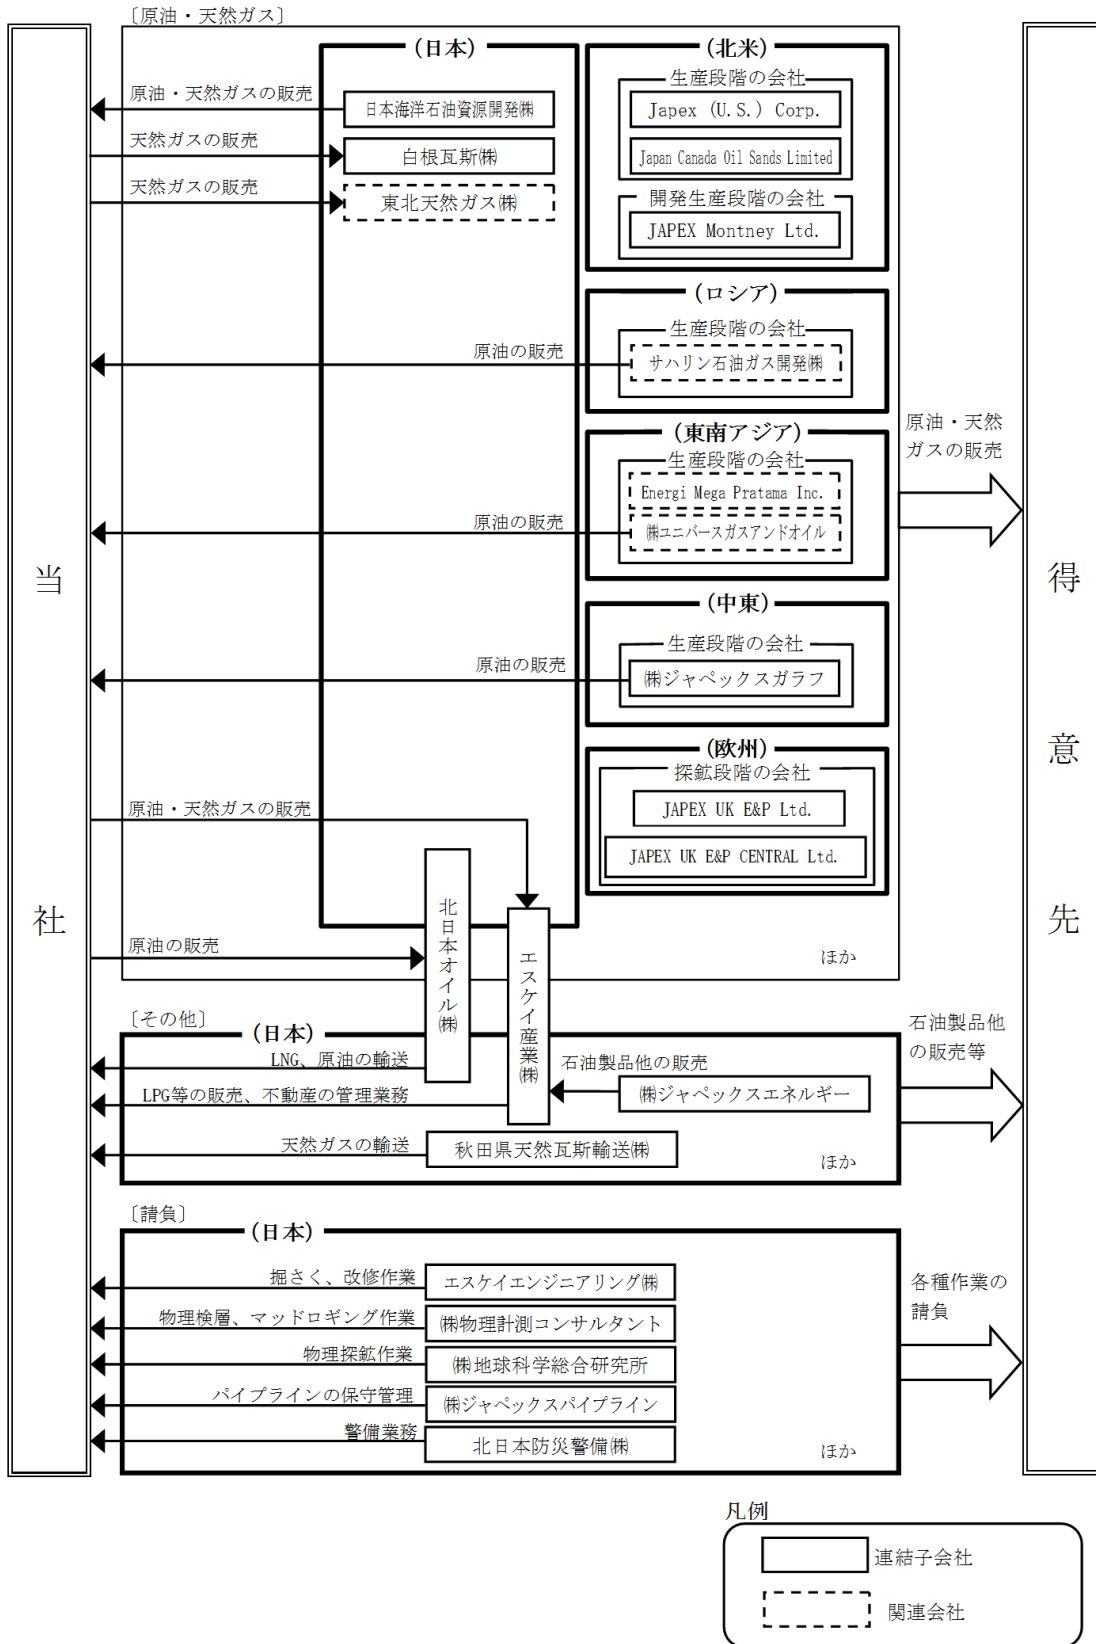 〔原油・天然ガス〕
当社
得意先
(日本)
原油・天然ガスの販売
日本海洋石油資源開発㈱
天然ガスの販売
白根瓦斯㈱
天然ガスの販売
東北天然ガス㈱
(北米)
生産段階の会社
Japex (U.S.) Corp.
Japan Canada Oil Sands Limited
開発生産段階の会社
JAPEX Montney Ltd.
(ロシア)
生産段階の会社
サハリン石油ガス開発㈱
原油の販売
(東南アジア)
生産段階の会社
Energi Mega Pratama Inc.
㈱ユニバースガスアンドオイル
原油の販売
原油・天然
ガスの販売
(中東)
生産段階の会社
㈱ジャペックスガラフ
原油の販売
(欧州)
探鉱段階の会社
JAPEX UK E&P Ltd.
JAPEX UK E&P CENTRAL Ltd.
原油・天然ガスの販売
原油の販売
北日本オイル㈱
エスケイ産業㈱
ほか
〔その他〕
(日本)
LNG、原油の輸送
石油製品他の販売
LPG等の販売、不動産の管理業務
㈱ジャペックスエネルギー
天然ガスの輸送
秋田県天然瓦斯輸送㈱
ほか
石油製品他
の販売等
〔請負〕
(日本)
掘さく、改修作業
エスケイエンジニアリング㈱
物理検層、マッドロギング作業
㈱物理計測コンサルタント
物理探鉱作業
㈱地球科学総合研究所
パイプラインの保守管理
㈱ジャペックスパイプライン
警備業務
北日本防災警備㈱
ほか
各種作業の
請負
凡例
連結子会社
関連会社